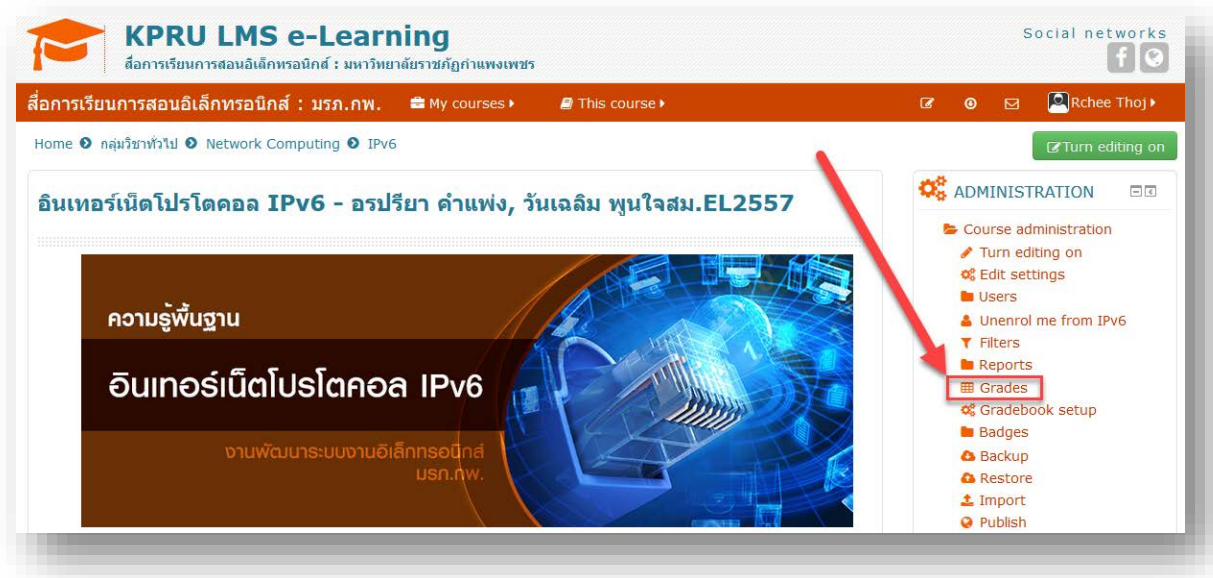 KPRU LMS e-Learning
สื่อการเรียนการสอนอิเล็กทรอนิกส์ : มหาวิทยาลัยราชภัฏกำแพงเพชร
Social networks
สื่อการเรียนการสอนอิเล็กทรอนิกส์ : มรภ.กพ. My courses This course Rchee Thoj
Home กลุ่มวิชาทั่วไป Network Computing IPv6
Turn editing on
อินเทอร์เน็ตโปรโตคอล IPv6 - อรปรียา คำแพ่ง, วันเฉลิม พูนใจสม.EL2557
ความรู้พื้นฐาน
อินเทอร์เน็ตโปรโตคอล IPv6
งานพัฒนาระบบงานอิเล็กทรอนิกส์
มรภ.กพ.
ADMINISTRATION
Course administration
Turn editing on
Edit settings
Users
Unenrol me from IPv6
Filters
Reports
Grades
Gradebook setup
Badges
Backup
Restore
Import
Publish